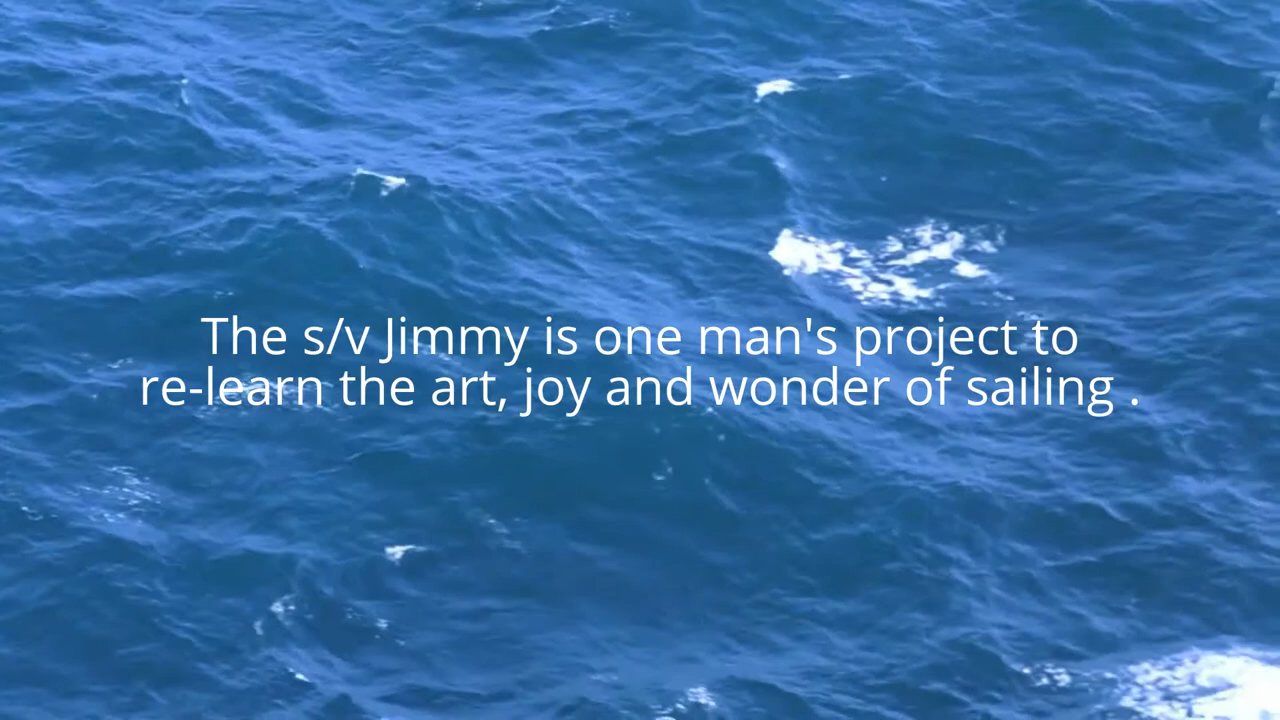 The s/v Jimmy is one man's project to
re-learn the art, joy and wonder of sailing .